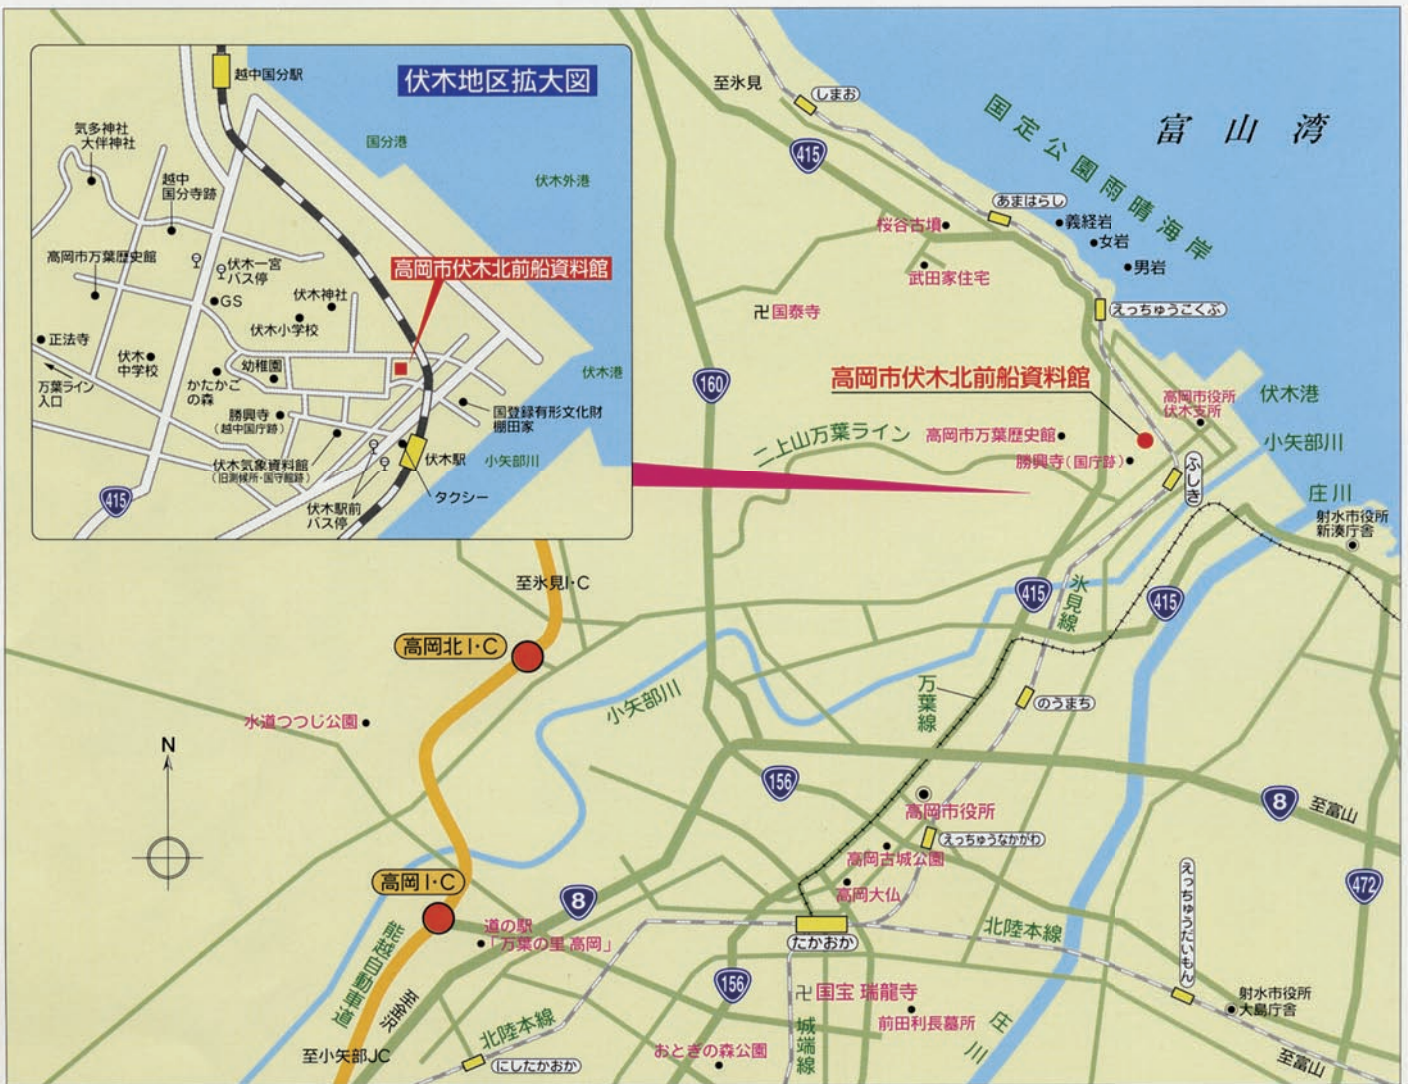 伏木地区拡大図
越中国分駅
国分港
伏木外港
気多神社
大伴神社
越中
国分寺跡
高岡市万葉歴史館
伏木一宮
バス停
GS
高岡市伏木北前船資料館
伏木神社
伏木小学校
正法寺
伏木
中学校
幼稚園
万葉ライン
入口
かたかご
の森
勝興寺
(越中国庁跡)
伏木港
国登録有形文化財
棚田家
伏木気象資料館
(旧測候所・国守館跡)
伏木駅
小矢部川
タクシー
伏木駅前
バス停
415
至氷見
しまお
415
国定公園雨晴海岸
富山湾
あまはらし
義経岩
女岩
男岩
桜谷古墳
武田家住宅
卍国泰寺
えっちゅうこくぶ
160
高岡市伏木北前船資料館
高岡市役所
伏木支所
伏木港
二上山万葉ライン
高岡市万葉歴史館
勝興寺(国庁跡)
小矢部川
ふしき
庄川
射水市役所
新湊庁舎
至氷見I・C
415
氷見線
415
高岡北I・C
小矢部川
万葉線
のうまち
水道つつじ公園
N
156
8
至富山
高岡市役所
えっちゅうなかがわ
高岡古城公園
高岡大仏
高岡I・C
8
472
えっちゅうだいもん
道の駅
「万葉の里 高岡」
たかおか
北陸本線
能越自動車道
至金沢
156
卍国宝 瑞龍寺
前田利長墓所
城端線
庄川
射水市役所
大島庁舎
北陸本線
至小矢部JC
にしたかおか
おとぎの森公園
至富山